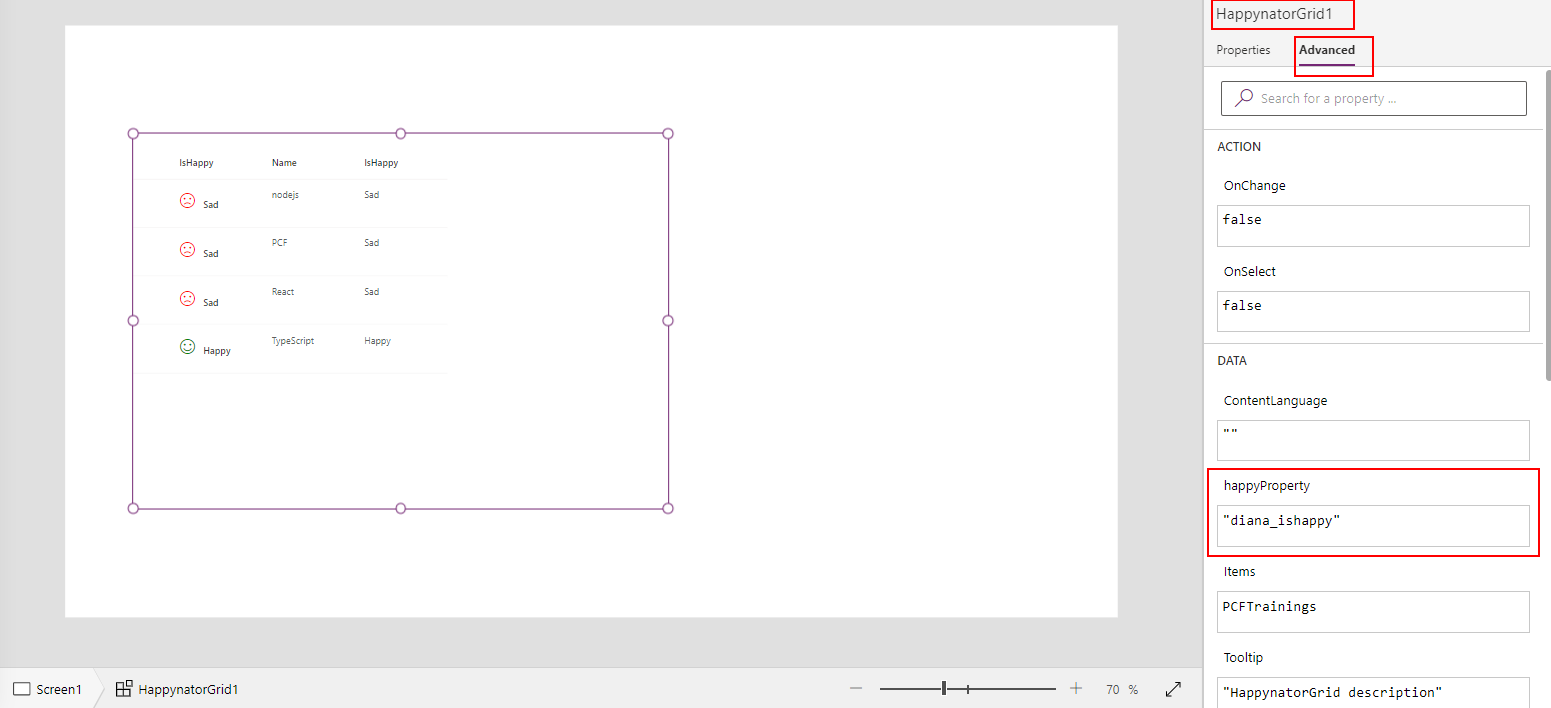 HappynatorGrid1
Properties Advanced
Search for a property ...
ACTION
OnChange
false
OnSelect
false
DATA
ContentLanguage
""
happyProperty
"diana_ishappy"
Items
PCFTrainings
Tooltip
"HappynatorGrid description"
IsHappy Name IsHappy
Sad nodejs Sad
Sad PCF Sad
Sad React Sad
Happy TypeScript Happy
Screen1 HappynatorGrid1 70 %